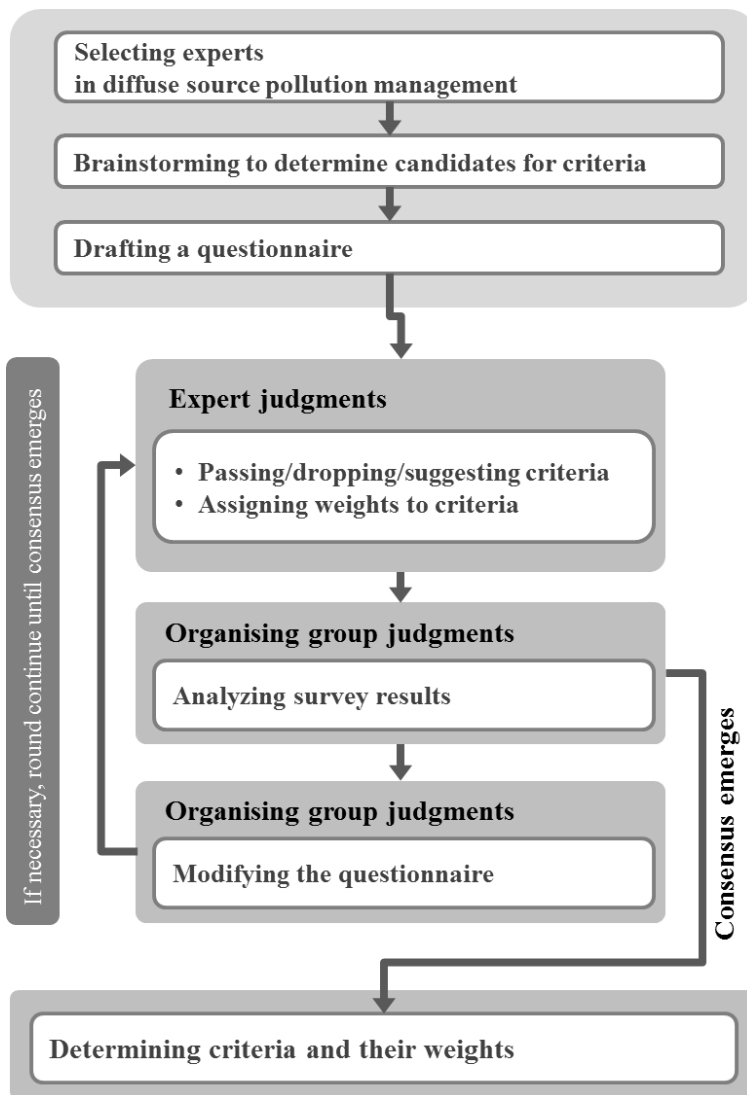 Selecting experts
in diffuse source pollution management
Brainstorming to determine candidates for criteria
Drafting a questionnaire
If necessary, round continue until consensus emerges
Expert judgments
• Passing/dropping/suggesting criteria
• Assigning weights to criteria
Organising group judgments
Analyzing survey results
Organising group judgments
Modifying the questionnaire
Consensus emerges
Determining criteria and their weights